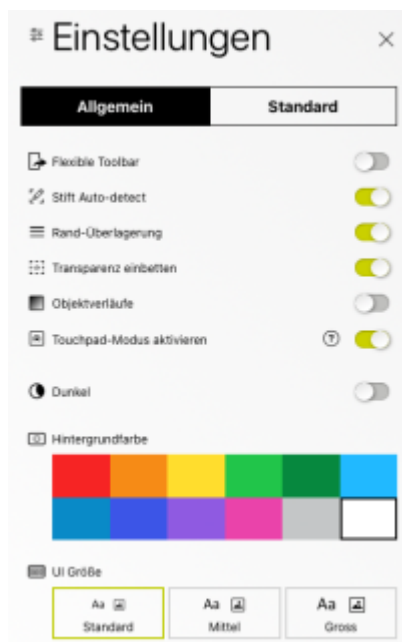 Einstellungen
Allgemein Standard
Flexible Toolbar
Stift Auto-detect
Rand-Überlagerung
Transparenz einbetten
Objektverläufe
Touchpad-Modus aktivieren ?
Dunkel
Hintergrundfarbe
UI Größe
Aa Aa Aa
Standard Mittel Gross